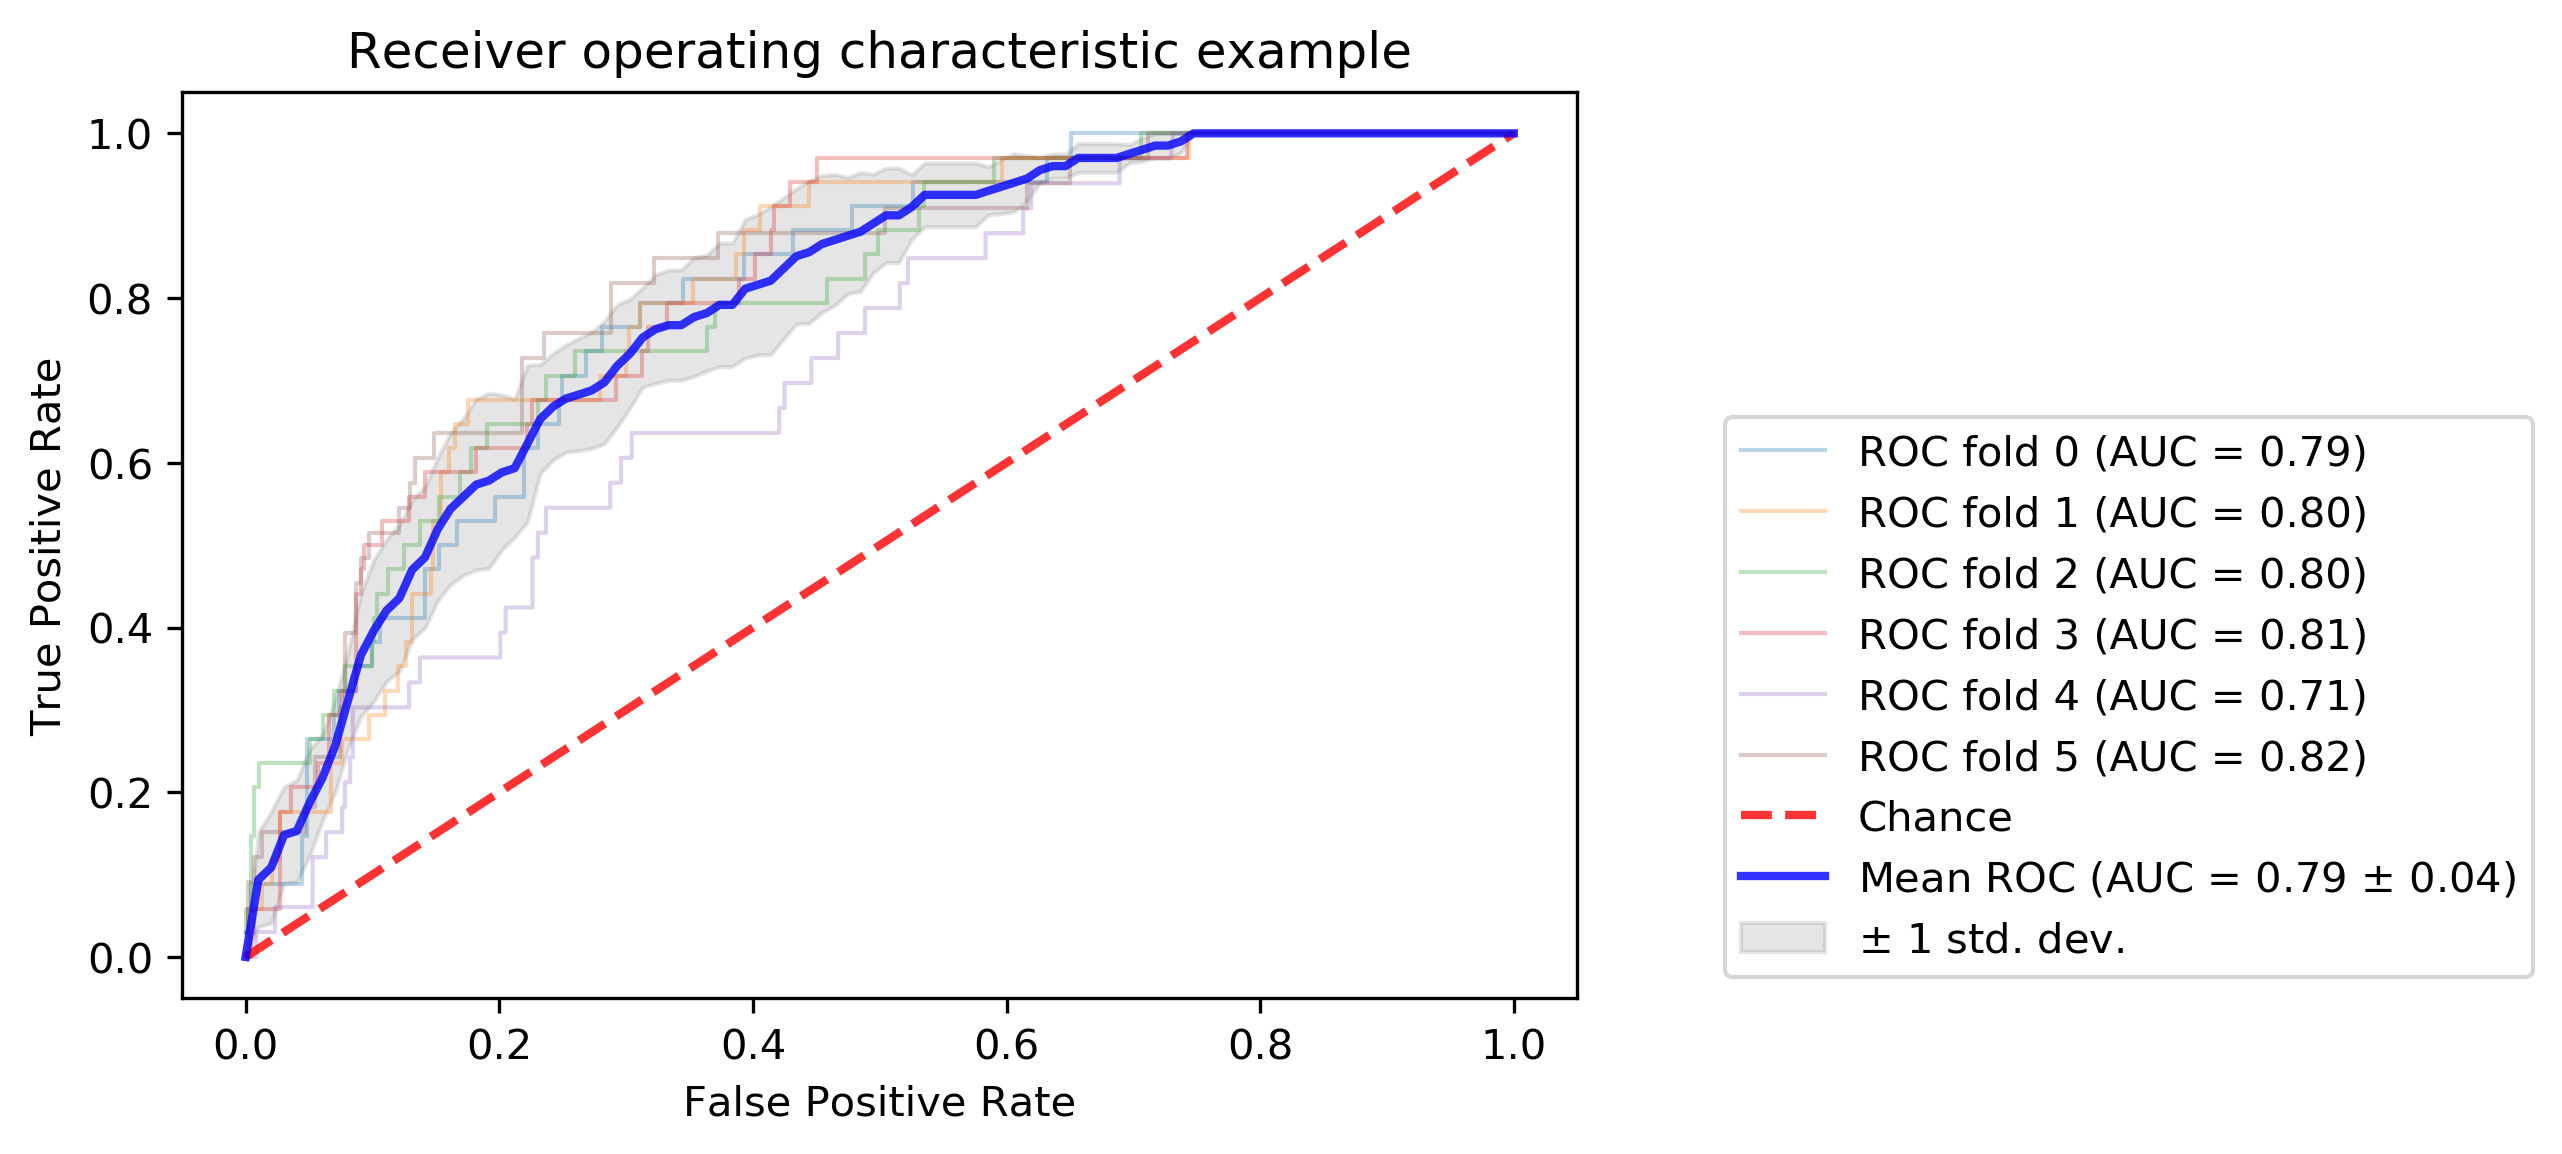 Receiver operating characteristic example
True Positive Rate
1.0
0.8
0.6
0.4
0.2
0.0
0.0 0.2 0.4 0.6 0.8 1.0
False Positive Rate
ROC fold 0 (AUC = 0.79)
ROC fold 1 (AUC = 0.80)
ROC fold 2 (AUC = 0.80)
ROC fold 3 (AUC = 0.81)
ROC fold 4 (AUC = 0.71)
ROC fold 5 (AUC = 0.82)
Chance
Mean ROC (AUC = 0.79 ± 0.04)
± 1 std. dev.